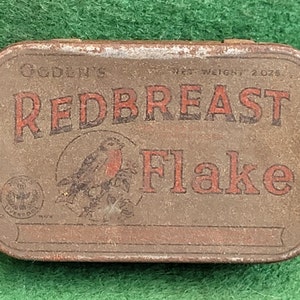 OGDEN'S
NET WEIGHT 2 OZS
REDBREAST
Flake